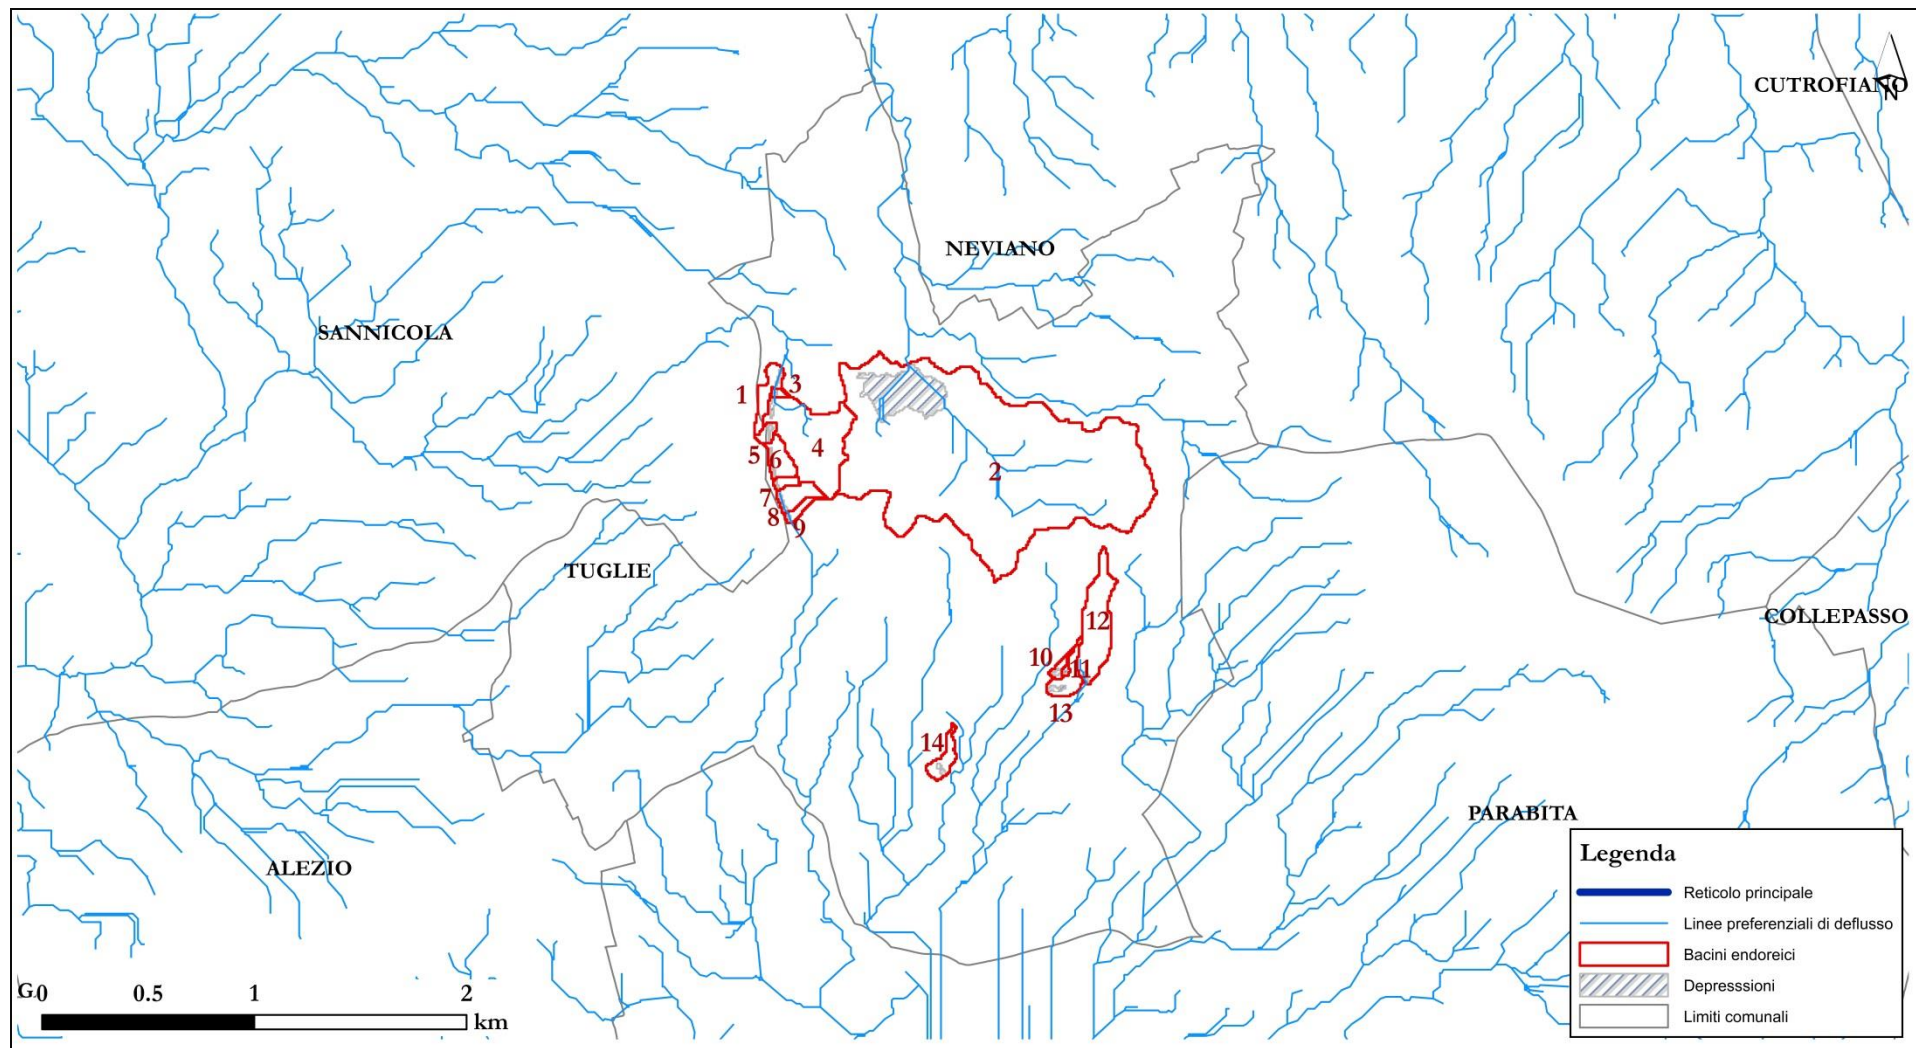 CUTROFIANO
N
NEVIANO
SANNICOLA
3
1
4
5
6
2
7
8
9
TUGLIE
COLLEPASSO
12
10
11
13
14
PARABITA
ALEZIO
Legenda
Reticolo principale
Linee preferenziali di deflusso
Bacini endoreici
Depresssioni
Limiti comunali
G.
0 0.5 1 2
km